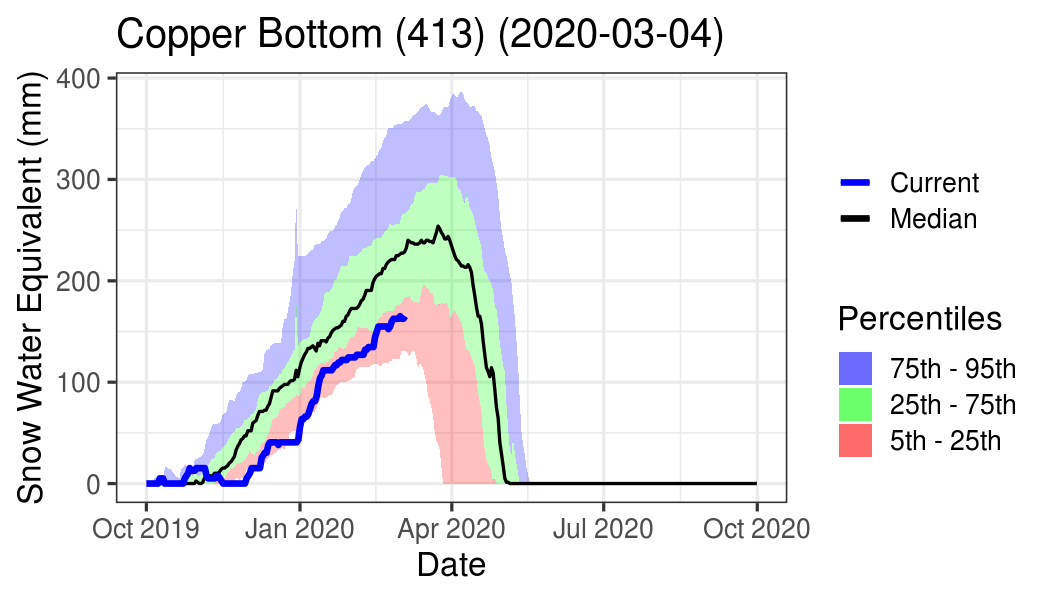 Copper Bottom (413) (2020-03-04)
Snow Water Equivalent (mm)
400
300
200
100
0
Oct 2019
Jan 2020
Apr 2020
Jul 2020
Oct 2020
Date
Current
Median
Percentiles
75th - 95th
25th - 75th
5th - 25th